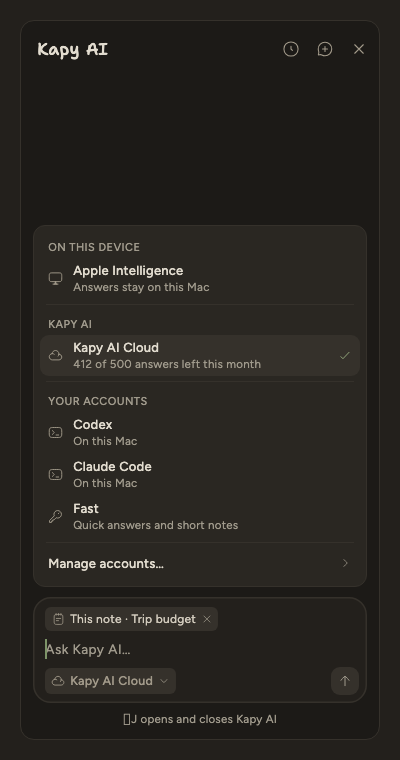 Kapy AI
ON THIS DEVICE
Apple Intelligence
Answers stay on this Mac
KAPY AI
Kapy AI Cloud
412 of 500 answers left this month
YOUR ACCOUNTS
Codex
On this Mac
Claude Code
On this Mac
Fast
Quick answers and short notes
Manage accounts...
This note · Trip budget
Ask Kapy AI...
Kapy AI Cloud
▯J opens and closes Kapy AI